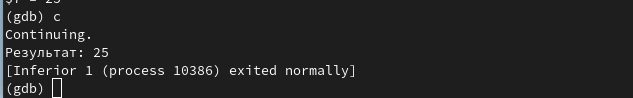 (gdb) c
Continuing.
Результат: 25
[Inferior 1 (process 10386) exited normally]
(gdb)